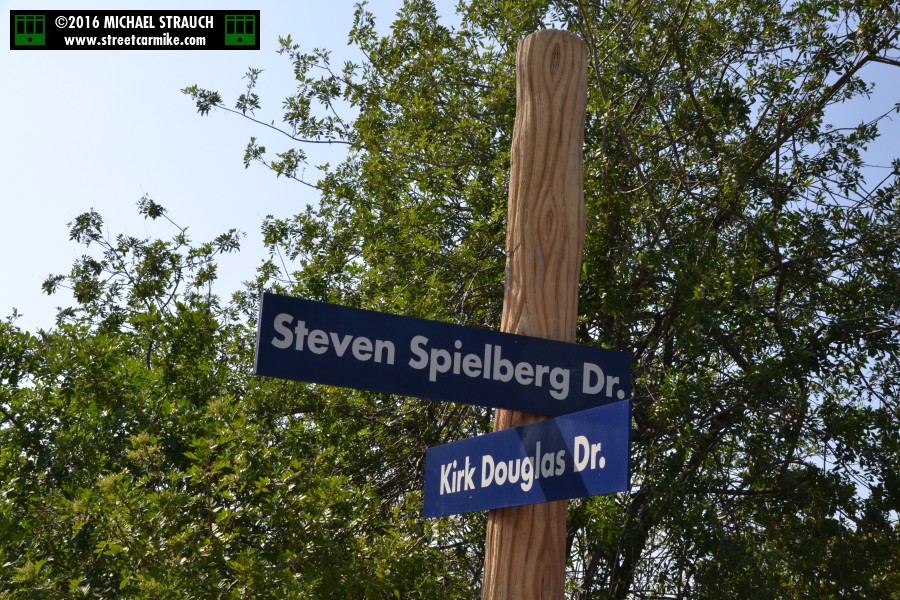 ©2016 MICHAEL STRAUCH
www.streetcarmike.com
Steven Spielberg Dr.
Kirk Douglas Dr.